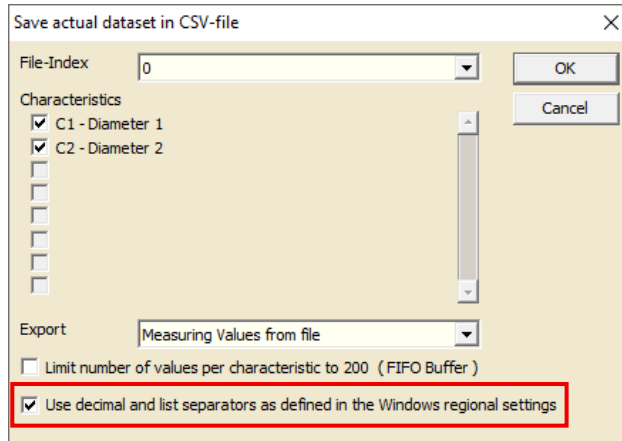 Save actual dataset in CSV-file
File-Index
0
OK
Characteristics
Cancel
C1 - Diameter 1
C2 - Diameter 2
Export
Measuring Values from file
Limit number of values per characteristic to 200 ( FIFO Buffer )
Use decimal and list separators as defined in the Windows regional settings